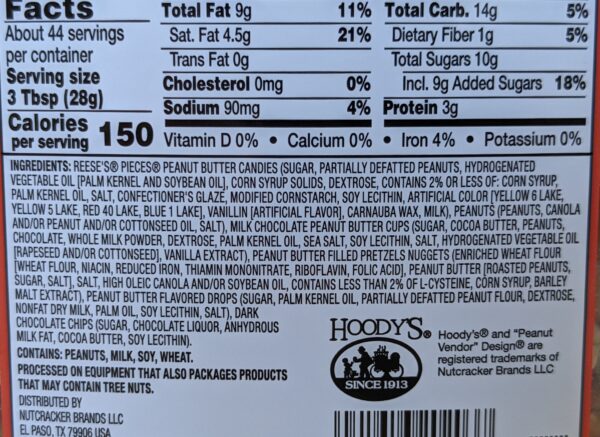 Facts
About 44 servings
per container
Serving size
3 Tbsp (28g)
Calories
per serving 150
Total Fat 9g 11%
Sat. Fat 4.5g 21%
Trans Fat 0g
Cholesterol 0mg 0%
Sodium 90mg 4%
Total Carb. 14g 5%
Dietary Fiber 1g 5%
Total Sugars 10g
Incl. 9g Added Sugars 18%
Protein 3g
Vitamin D 0% • Calcium 0% • Iron 4% • Potassium 0%
INGREDIENTS: REESE'S® PIECES® PEANUT BUTTER CANDIES (SUGAR, PARTIALLY DEFATTED PEANUTS, HYDROGENATED
VEGETABLE OIL [PALM KERNEL AND SOYBEAN OIL], CORN SYRUP SOLIDS, DEXTROSE, CONTAINS 2% OR LESS OF: CORN SYRUP,
PALM KERNEL OIL, SALT, CONFECTIONER'S GLAZE, MODIFIED CORNSTARCH, SOY LECITHIN, ARTIFICIAL COLOR [YELLOW 6 LAKE,
YELLOW 5 LAKE, RED 40 LAKE, BLUE 1 LAKE], VANILLIN [ARTIFICIAL FLAVOR], CARNAUBA WAX, MILK), PEANUTS (PEANUTS, CANOLA
AND/OR PEANUT AND/OR COTTONSEED OIL, SALT), MILK CHOCOLATE PEANUT BUTTER CUPS (SUGAR, COCOA BUTTER, PEANUTS,
CHOCOLATE, WHOLE MILK POWDER, DEXTROSE, PALM KERNEL OIL, SEA SALT, SOY LECITHIN, SALT, HYDROGENATED VEGETABLE OIL
[RAPESEED AND/OR COTTONSEED], VANILLA EXTRACT), PEANUT BUTTER FILLED PRETZELS NUGGETS (ENRICHED WHEAT FLOUR
[WHEAT FLOUR, NIACIN, REDUCED IRON, THIAMIN MONONITRATE, RIBOFLAVIN, FOLIC ACID], PEANUT BUTTER [ROASTED PEANUTS,
SUGAR, SALT], SALT, HIGH OLEIC CANOLA AND/OR SOYBEAN OIL, CONTAINS LESS THAN 2% OF L-CYSTEINE, CORN SYRUP, BARLEY
MALT EXTRACT), PEANUT BUTTER FLAVORED DROPS (SUGAR, PALM KERNEL OIL, PARTIALLY DEFATTED PEANUT FLOUR, DEXTROSE,
NONFAT DRY MILK, PALM OIL, SOY LECITHIN, SALT), DARK
CHOCOLATE CHIPS (SUGAR, CHOCOLATE LIQUOR, ANHYDROUS
MILK FAT, COCOA BUTTER, SOY LECITHIN).
CONTAINS: PEANUTS, MILK, SOY, WHEAT.
PROCESSED ON EQUIPMENT THAT ALSO PACKAGES PRODUCTS
THAT MAY CONTAIN TREE NUTS.
DISTRIBUTED BY
NUTCRACKER BRANDS LLC
EL PASO, TX 79906 USA
HOODY'S®
SINCE 1913
Hoody's® and "Peanut
Vendor" Design® are
registered trademarks of
Nutcracker Brands LLC